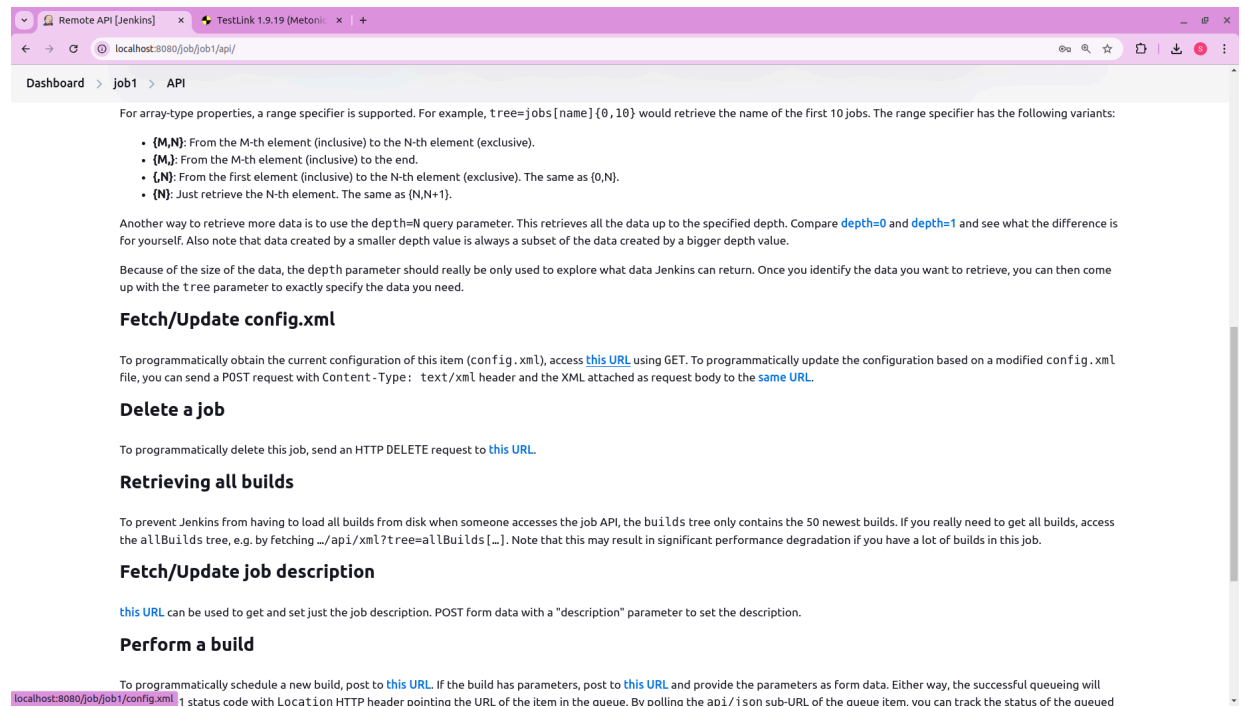 Remote API [Jenkins]
TestLink 1.9.19 (Metonic
localhost:8080/job/job1/api/
S
Dashboard > job1 > API
For array-type properties, a range specifier is supported. For example, tree=jobs[name]{0,10} would retrieve the name of the first 10 jobs. The range specifier has the following variants:
• {M,N}: From the M-th element (inclusive) to the N-th element (exclusive).
• {M,}: From the M-th element (inclusive) to the end.
• {,N}: From the first element (inclusive) to the N-th element (exclusive). The same as {0,N}.
• {N}: Just retrieve the N-th element. The same as {N,N+1}.
Another way to retrieve more data is to use the depth=N query parameter. This retrieves all the data up to the specified depth. Compare depth=0 and depth=1 and see what the difference is
for yourself. Also note that data created by a smaller depth value is always a subset of the data created by a bigger depth value.
Because of the size of the data, the depth parameter should really be only used to explore what data Jenkins can return. Once you identify the data you want to retrieve, you can then come
up with the tree parameter to exactly specify the data you need.
Fetch/Update config.xml
To programmatically obtain the current configuration of this item (config.xml), access this URL using GET. To programmatically update the configuration based on a modified config.xml
file, you can send a POST request with Content-Type: text/xml header and the XML attached as request body to the same URL.
Delete a job
To programmatically delete this job, send an HTTP DELETE request to this URL.
Retrieving all builds
To prevent Jenkins from having to load all builds from disk when someone accesses the job API, the builds tree only contains the 50 newest builds. If you really need to get all builds, access
the allBuilds tree, e.g. by fetching …/api/xml?tree=allBuilds[…]. Note that this may result in significant performance degradation if you have a lot of builds in this job.
Fetch/Update job description
this URL can be used to get and set just the job description. POST form data with a "description" parameter to set the description.
Perform a build
To programmatically schedule a new build, post to this URL. If the build has parameters, post to this URL and provide the parameters as form data. Either way, the successful queueing will
localhost:8080/job/job1/config.xml 1 status code with Location HTTP header pointing the URL of the item in the queue. By polling the api/json sub-URL of the queue item, you can track the status of the queued